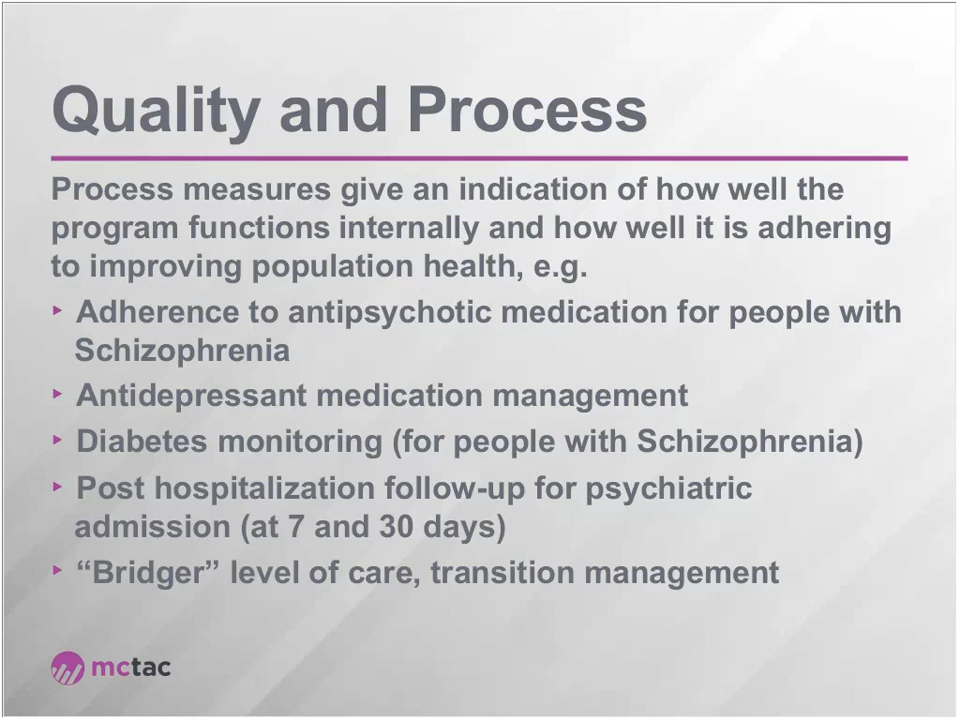 Quality and Process
Process measures give an indication of how well the
program functions internally and how well it is adhering
to improving population health, e.g.
‣ Adherence to antipsychotic medication for people with
Schizophrenia
‣ Antidepressant medication management
‣ Diabetes monitoring (for people with Schizophrenia)
‣ Post hospitalization follow-up for psychiatric
admission (at 7 and 30 days)
‣ “Bridger” level of care, transition management
mctac